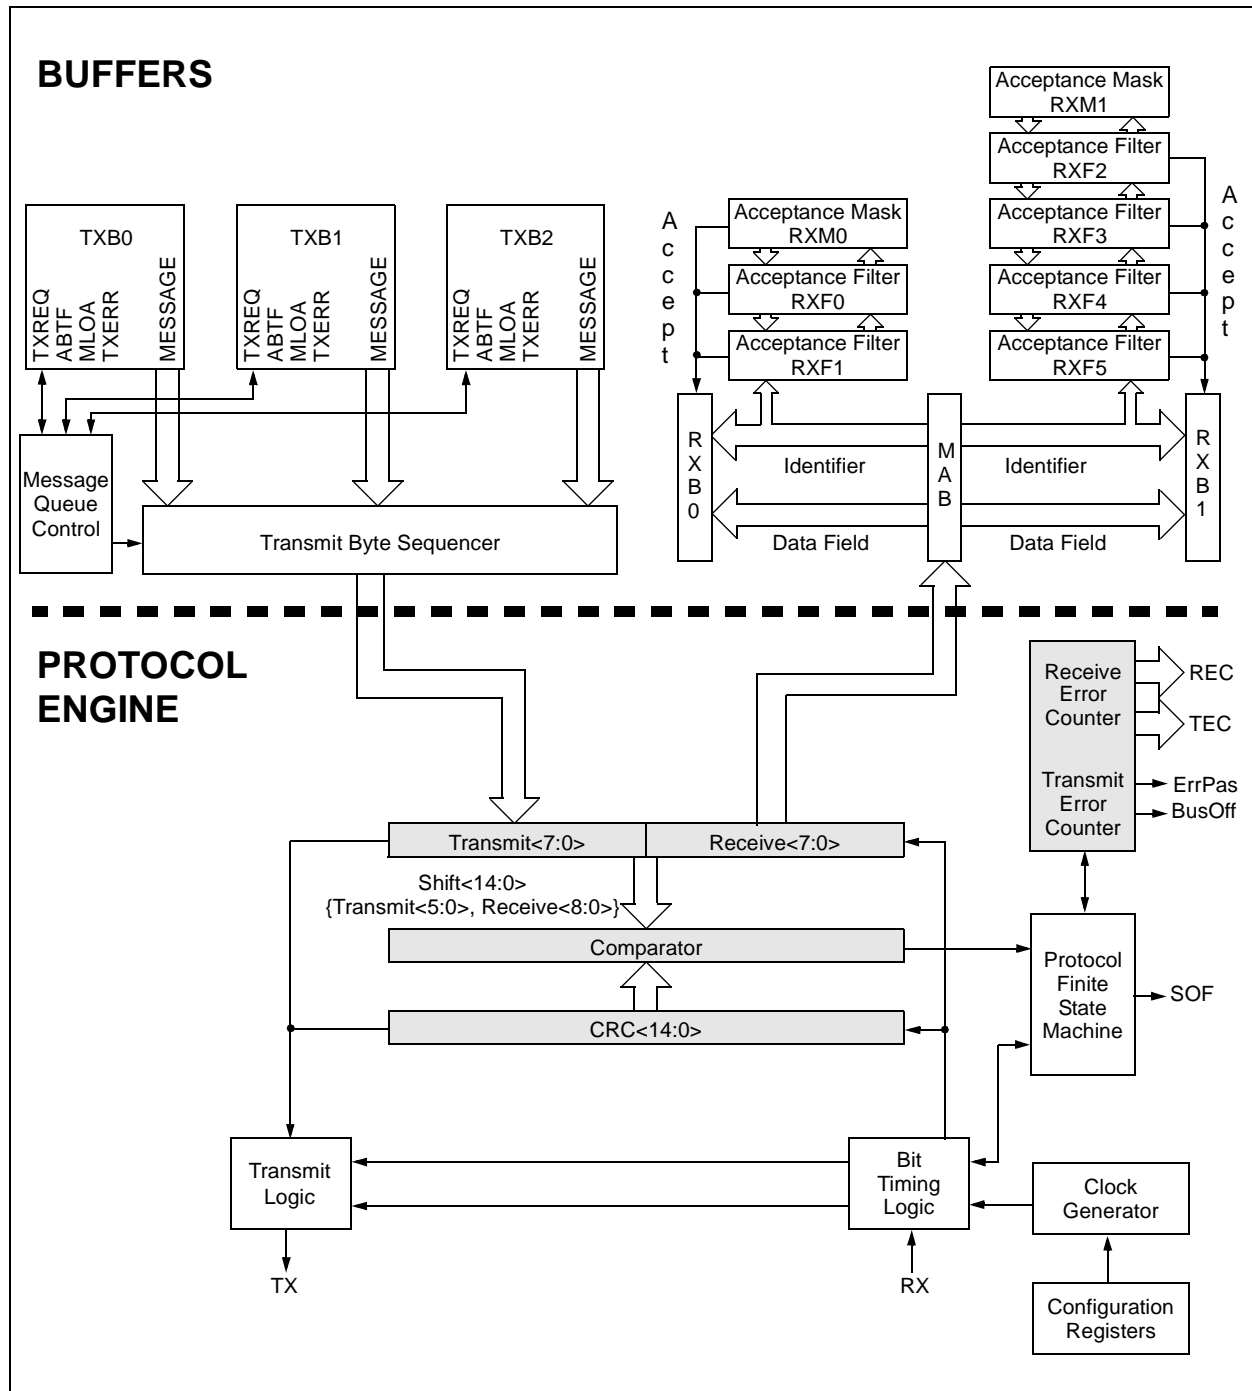 BUFFERS
Acceptance Mask
RXM1
Acceptance Filter
RXF2
Acceptance Filter
RXF3
Acceptance Filter
RXF4
Acceptance Filter
RXF5
Accept
Acceptance Mask
RXM0
Acceptance Filter
RXF0
Acceptance Filter
RXF1
Accept
TXB0
TXREQ
ABTF
MLOA
TXERR
MESSAGE
TXB1
TXREQ
ABTF
MLOA
TXERR
MESSAGE
TXB2
TXREQ
ABTF
MLOA
TXERR
MESSAGE
Message
Queue
Control
Transmit Byte Sequencer
RXB0
Identifier
Data Field
MAB
Identifier
Data Field
RXB1
PROTOCOL
ENGINE
Receive
Error
Counter
Transmit
Error
Counter
REC
TEC
ErrPas
BusOff
Transmit<7:0>
Receive<7:0>
Shift<14:0>
{Transmit<5:0>, Receive<8:0>}
Comparator
CRC<14:0>
Protocol
Finite
State
Machine
SOF
Transmit
Logic
Bit
Timing
Logic
Clock
Generator
TX
RX
Configuration
Registers